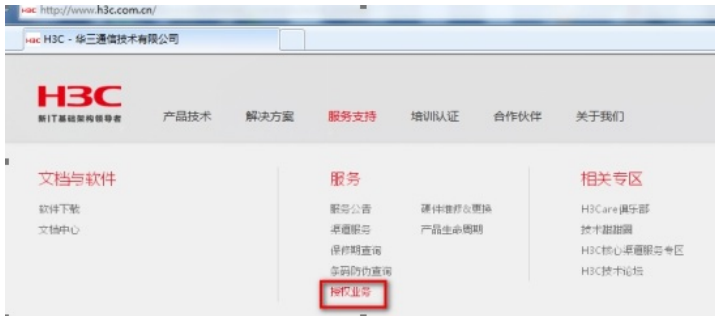 H3C http://www.h3c.com.cn/
H3C H3C - 华三通信技术有限公司
H3C
新IT基础架构领导者
产品技术 解决方案 服务支持 培训认证 合作伙伴 关于我们
文档与软件 服务 相关专区
软件下载 服务公告 硬件维修&更换 H3Care俱乐部
文档中心 渠道服务 产品生命周期 技术甜甜圈
保修期查询 H3C核心渠道服务专区
条码防伪查询 H3C技术论坛
授权业务